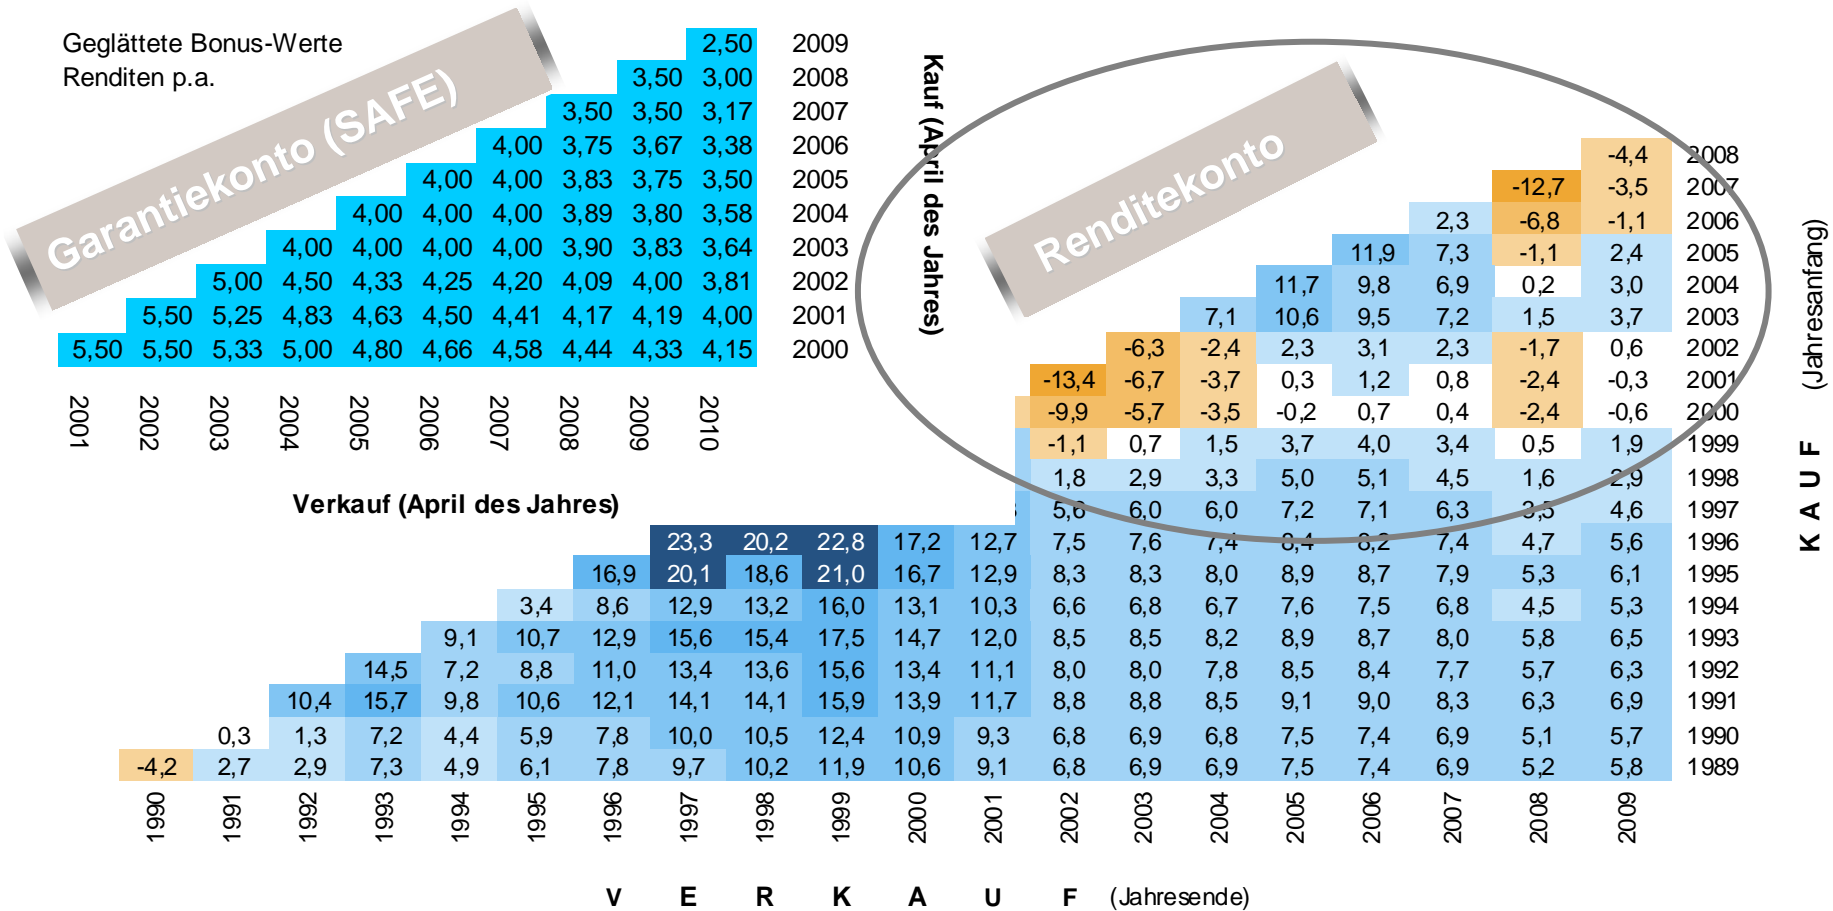 Geglättete Bonus-Werte
Renditen p.a.
Garantiekonto (SAFE)
2,50 2009
3,50 3,00 2008
3,50 3,50 3,17 2007
4,00 3,75 3,67 3,38 2006
4,00 4,00 3,83 3,75 3,50 2005
4,00 4,00 4,00 3,89 3,80 3,58 2004
4,00 4,00 4,00 4,00 3,90 3,83 3,64 2003
5,00 4,50 4,33 4,25 4,20 4,09 4,00 3,81 2002
5,50 5,25 4,83 4,63 4,50 4,41 4,17 4,19 4,00 2001
5,50 5,50 5,33 5,00 4,80 4,66 4,58 4,44 4,33 4,15 2000
2001 2002 2003 2004 2005 2006 2007 2008 2009 2010
Verkauf (April des Jahres)
Kauf (April des Jahres)
Renditekonto
-4,4 2008
-12,7 -3,5 2007
2,3 -6,8 -1,1 2006
11,9 7,3 -1,1 2,4 2005
11,7 9,8 6,9 0,2 3,0 2004
7,1 10,6 9,5 7,2 1,5 3,7 2003
-6,3 -2,4 2,3 3,1 2,3 -1,7 0,6 2002
-13,4 -6,7 -3,7 0,3 1,2 0,8 -2,4 -0,3 2001
-9,9 -5,7 -3,5 -0,2 0,7 0,4 -2,4 -0,6 2000
-1,1 0,7 1,5 3,7 4,0 3,4 0,5 1,9 1999
1,8 2,9 3,3 5,0 5,1 4,5 1,6 2,9 1998
5,6 6,0 6,0 7,2 7,1 6,3 3,5 4,6 1997
23,3 20,2 22,8 17,2 12,7 7,5 7,6 7,4 8,4 8,2 7,4 4,7 5,6 1996
16,9 20,1 18,6 21,0 16,7 12,9 8,3 8,3 8,0 8,9 8,7 7,9 5,3 6,1 1995
3,4 8,6 12,9 13,2 16,0 13,1 10,3 6,6 6,8 6,7 7,6 7,5 6,8 4,5 5,3 1994
9,1 10,7 12,9 15,6 15,4 17,5 14,7 12,0 8,5 8,5 8,2 8,9 8,7 8,0 5,8 6,5 1993
14,5 7,2 8,8 11,0 13,4 13,6 15,6 13,4 11,1 8,0 8,0 7,8 8,5 8,4 7,7 5,7 6,3 1992
10,4 15,7 9,8 10,6 12,1 14,1 14,1 15,9 13,9 11,7 8,8 8,8 8,5 9,1 9,0 8,3 6,3 6,9 1991
0,3 1,3 7,2 4,4 5,9 7,8 10,0 10,5 12,4 10,9 9,3 6,8 6,9 6,8 7,5 7,4 6,9 5,1 5,7 1990
-4,2 2,7 2,9 7,3 4,9 6,1 7,8 9,7 10,2 11,9 10,6 9,1 6,8 6,9 6,9 7,5 7,4 6,9 5,2 5,8 1989
1990 1991 1992 1993 1994 1995 1996 1997 1998 1999 2000 2001 2002 2003 2004 2005 2006 2007 2008 2009
V E R K A U F (Jahresende)
K A U F (Jahresanfang)